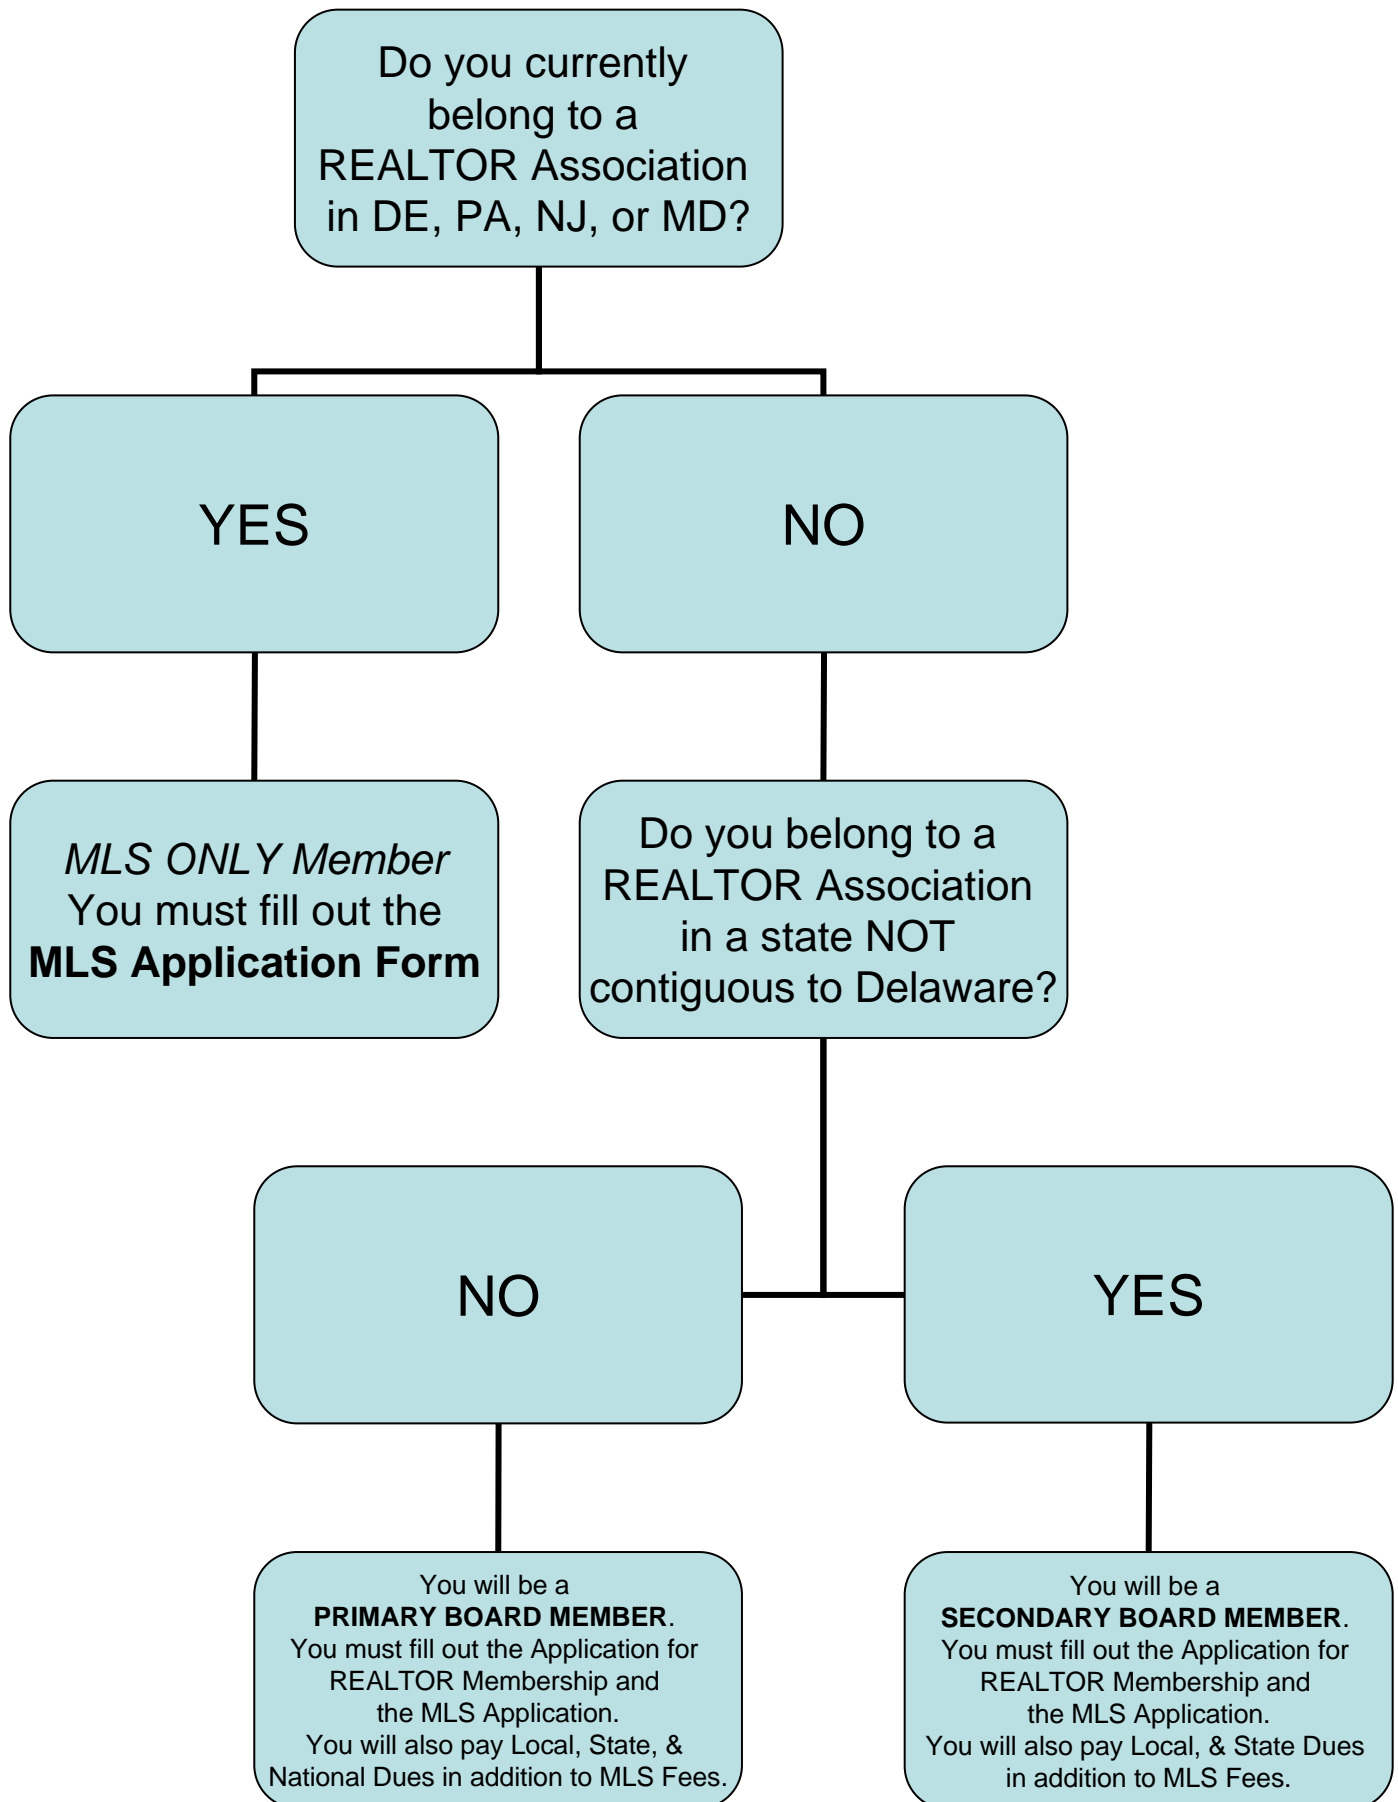 Do you currently
belong to a
REALTOR Association
in DE, PA, NJ, or MD?
YES
NO
MLS ONLY Member
You must fill out the
MLS Application Form
Do you belong to a
REALTOR Association
in a state NOT
contiguous to Delaware?
NO
YES
You will be a
PRIMARY BOARD MEMBER.
You must fill out the Application for
REALTOR Membership and
the MLS Application.
You will also pay Local, State, &
National Dues in addition to MLS Fees.
You will be a
SECONDARY BOARD MEMBER.
You must fill out the Application for
REALTOR Membership and
the MLS Application.
You will also pay Local, & State Dues
in addition to MLS Fees.